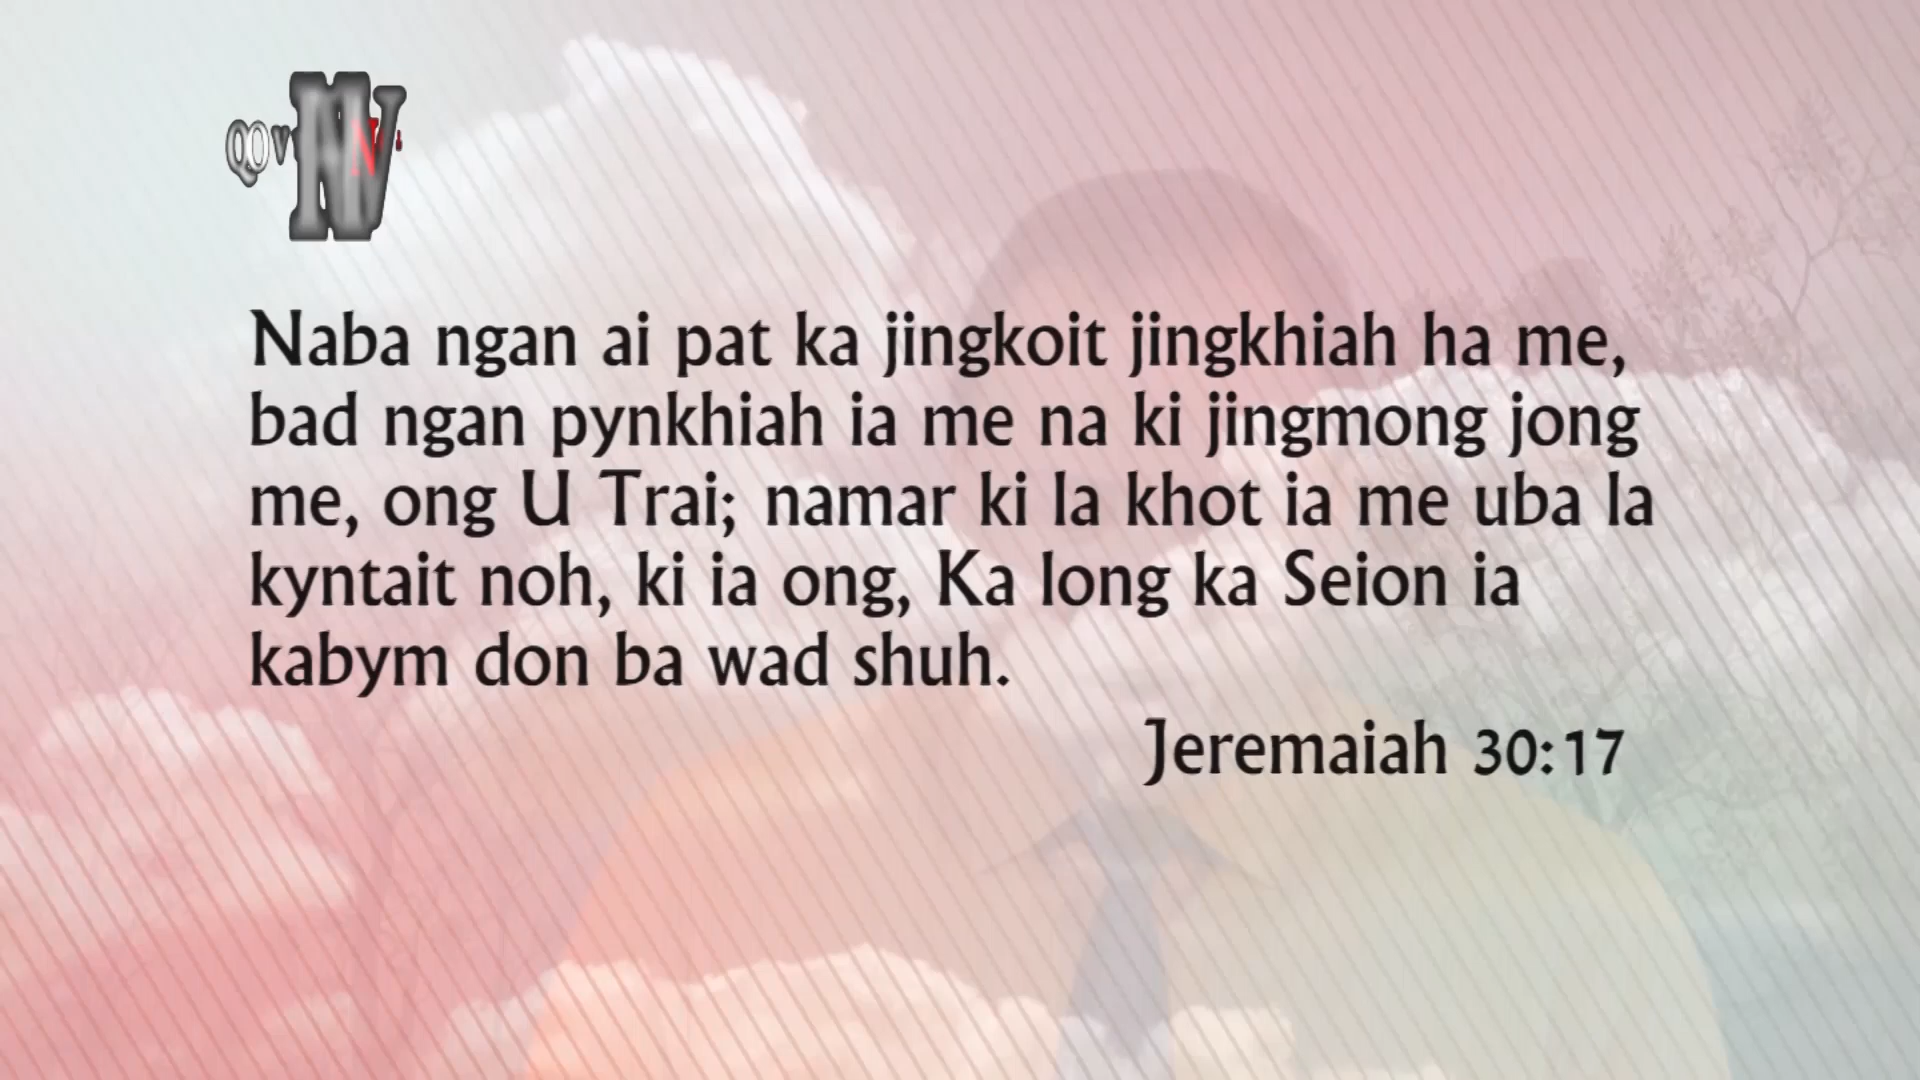 Naba ngan ai pat ka jingkoit jingkhiah ha me,
bad ngan pynkhiah ia me na ki jingmong jong
me, ong U Trai; namar ki la khot ia me uba la
kyntait noh, ki ia ong, Ka long ka Seion ia
kabym don ba wad shuh.
Jeremaiah 30:17